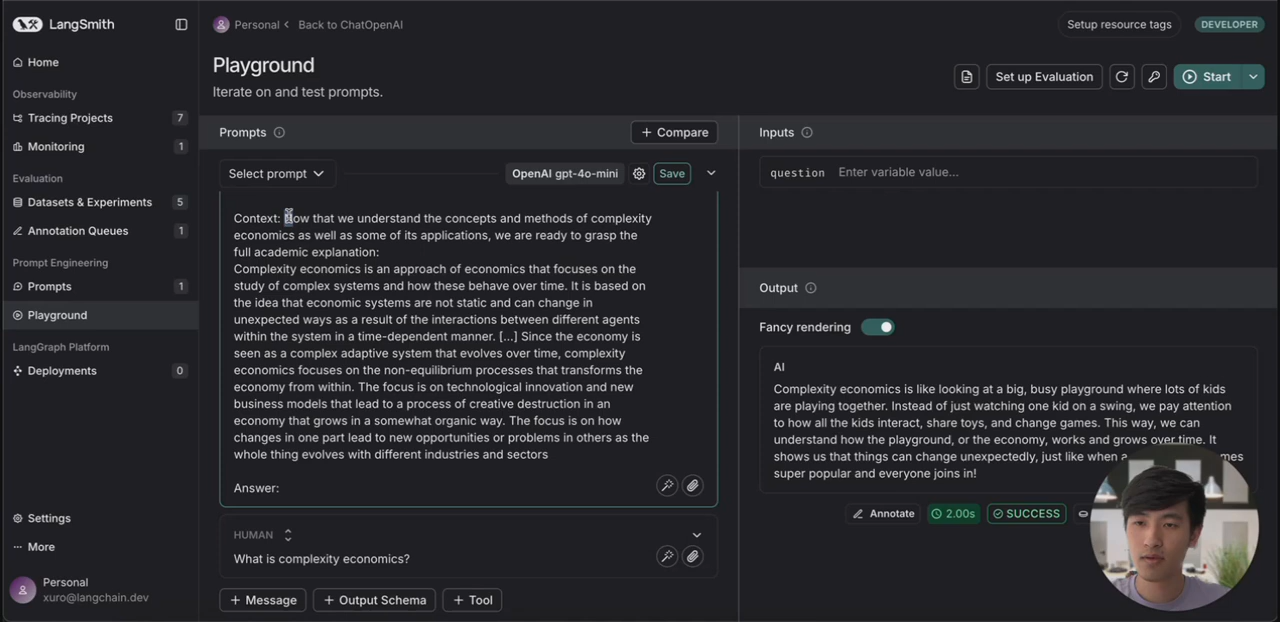 LangSmith
Personal
Back to ChatOpenAI
Setup resource tags
DEVELOPER
Home
Observability
Tracing Projects 7
Monitoring 1
Evaluation
Datasets & Experiments 5
Annotation Queues 1
Prompt Engineering
Prompts 1
Playground
LangGraph Platform
Deployments 0
Settings
More
Personal
xuro@langchain.dev
Playground
Iterate on and test prompts.
Set up Evaluation
Start
Prompts
Compare
Select prompt
OpenAI gpt-4o-mini
Save
Context: Now that we understand the concepts and methods of complexity
economics as well as some of its applications, we are ready to grasp the
full academic explanation:
Complexity economics is an approach of economics that focuses on the
study of complex systems and how these behave over time. It is based on
the idea that economic systems are not static and can change in
unexpected ways as a result of the interactions between different agents
within the system in a time-dependent manner. [...] Since the economy is
seen as a complex adaptive system that evolves over time, complexity
economics focuses on the non-equilibrium processes that transforms the
economy from within. The focus is on technological innovation and new
business models that lead to a process of creative destruction in an
economy that grows in a somewhat organic way. The focus is on how
changes in one part lead to new opportunities or problems in others as the
whole thing evolves with different industries and sectors
Answer:
HUMAN
What is complexity economics?
+ Message
+ Output Schema
+ Tool
Inputs
question Enter variable value...
Output
Fancy rendering
AI
Complexity economics is like looking at a big, busy playground where lots of kids
are playing together. Instead of just watching one kid on a swing, we pay attention
to how all the kids interact, share toys, and change games. This way, we can
understand how the playground, or the economy, works and grows over time. It
shows us that things can change unexpectedly, just like when a
super popular and everyone joins in!
Annotate
2.00s
SUCCESS